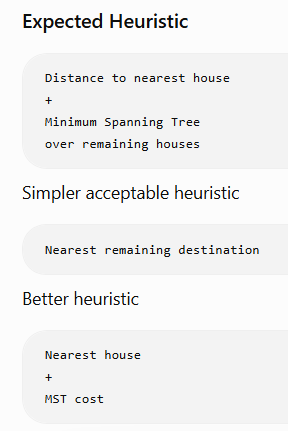 Expected Heuristic
Distance to nearest house
+
Minimum Spanning Tree
over remaining houses
Simpler acceptable heuristic
Nearest remaining destination
Better heuristic
Nearest house
+
MST cost